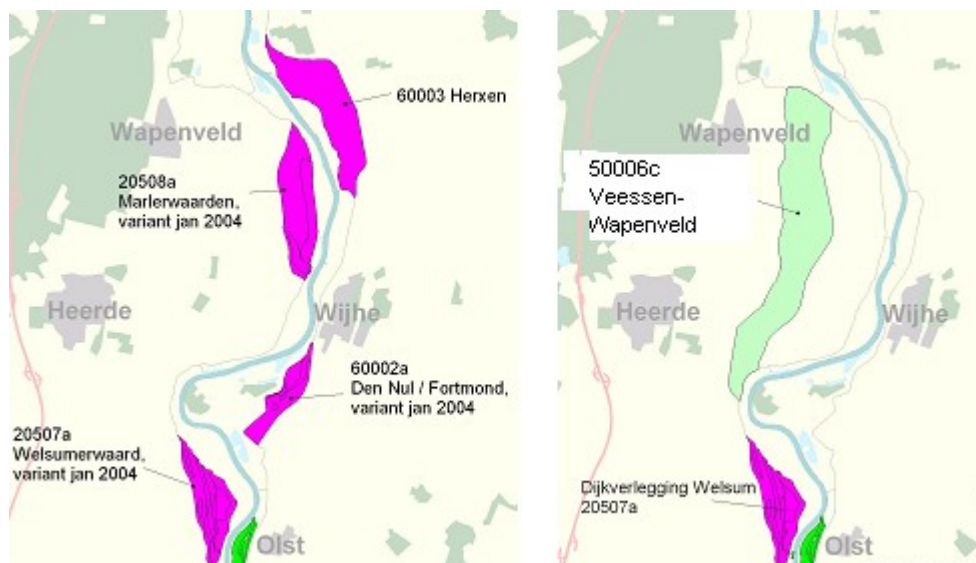 60003 Herxen
Wapenveld
20508a
Marlerwaarden,
variant jan 2004
Heerde
Wijhe
60002a
Den Nul / Fortmond,
variant jan 2004
20507a
Welsumerwaard,
variant jan 2004
Olst
Wapenveld
50006c
Veessen-
Wapenveld
Heerde
Wijhe
Dijkverlegging Welsum
20507a
Olst